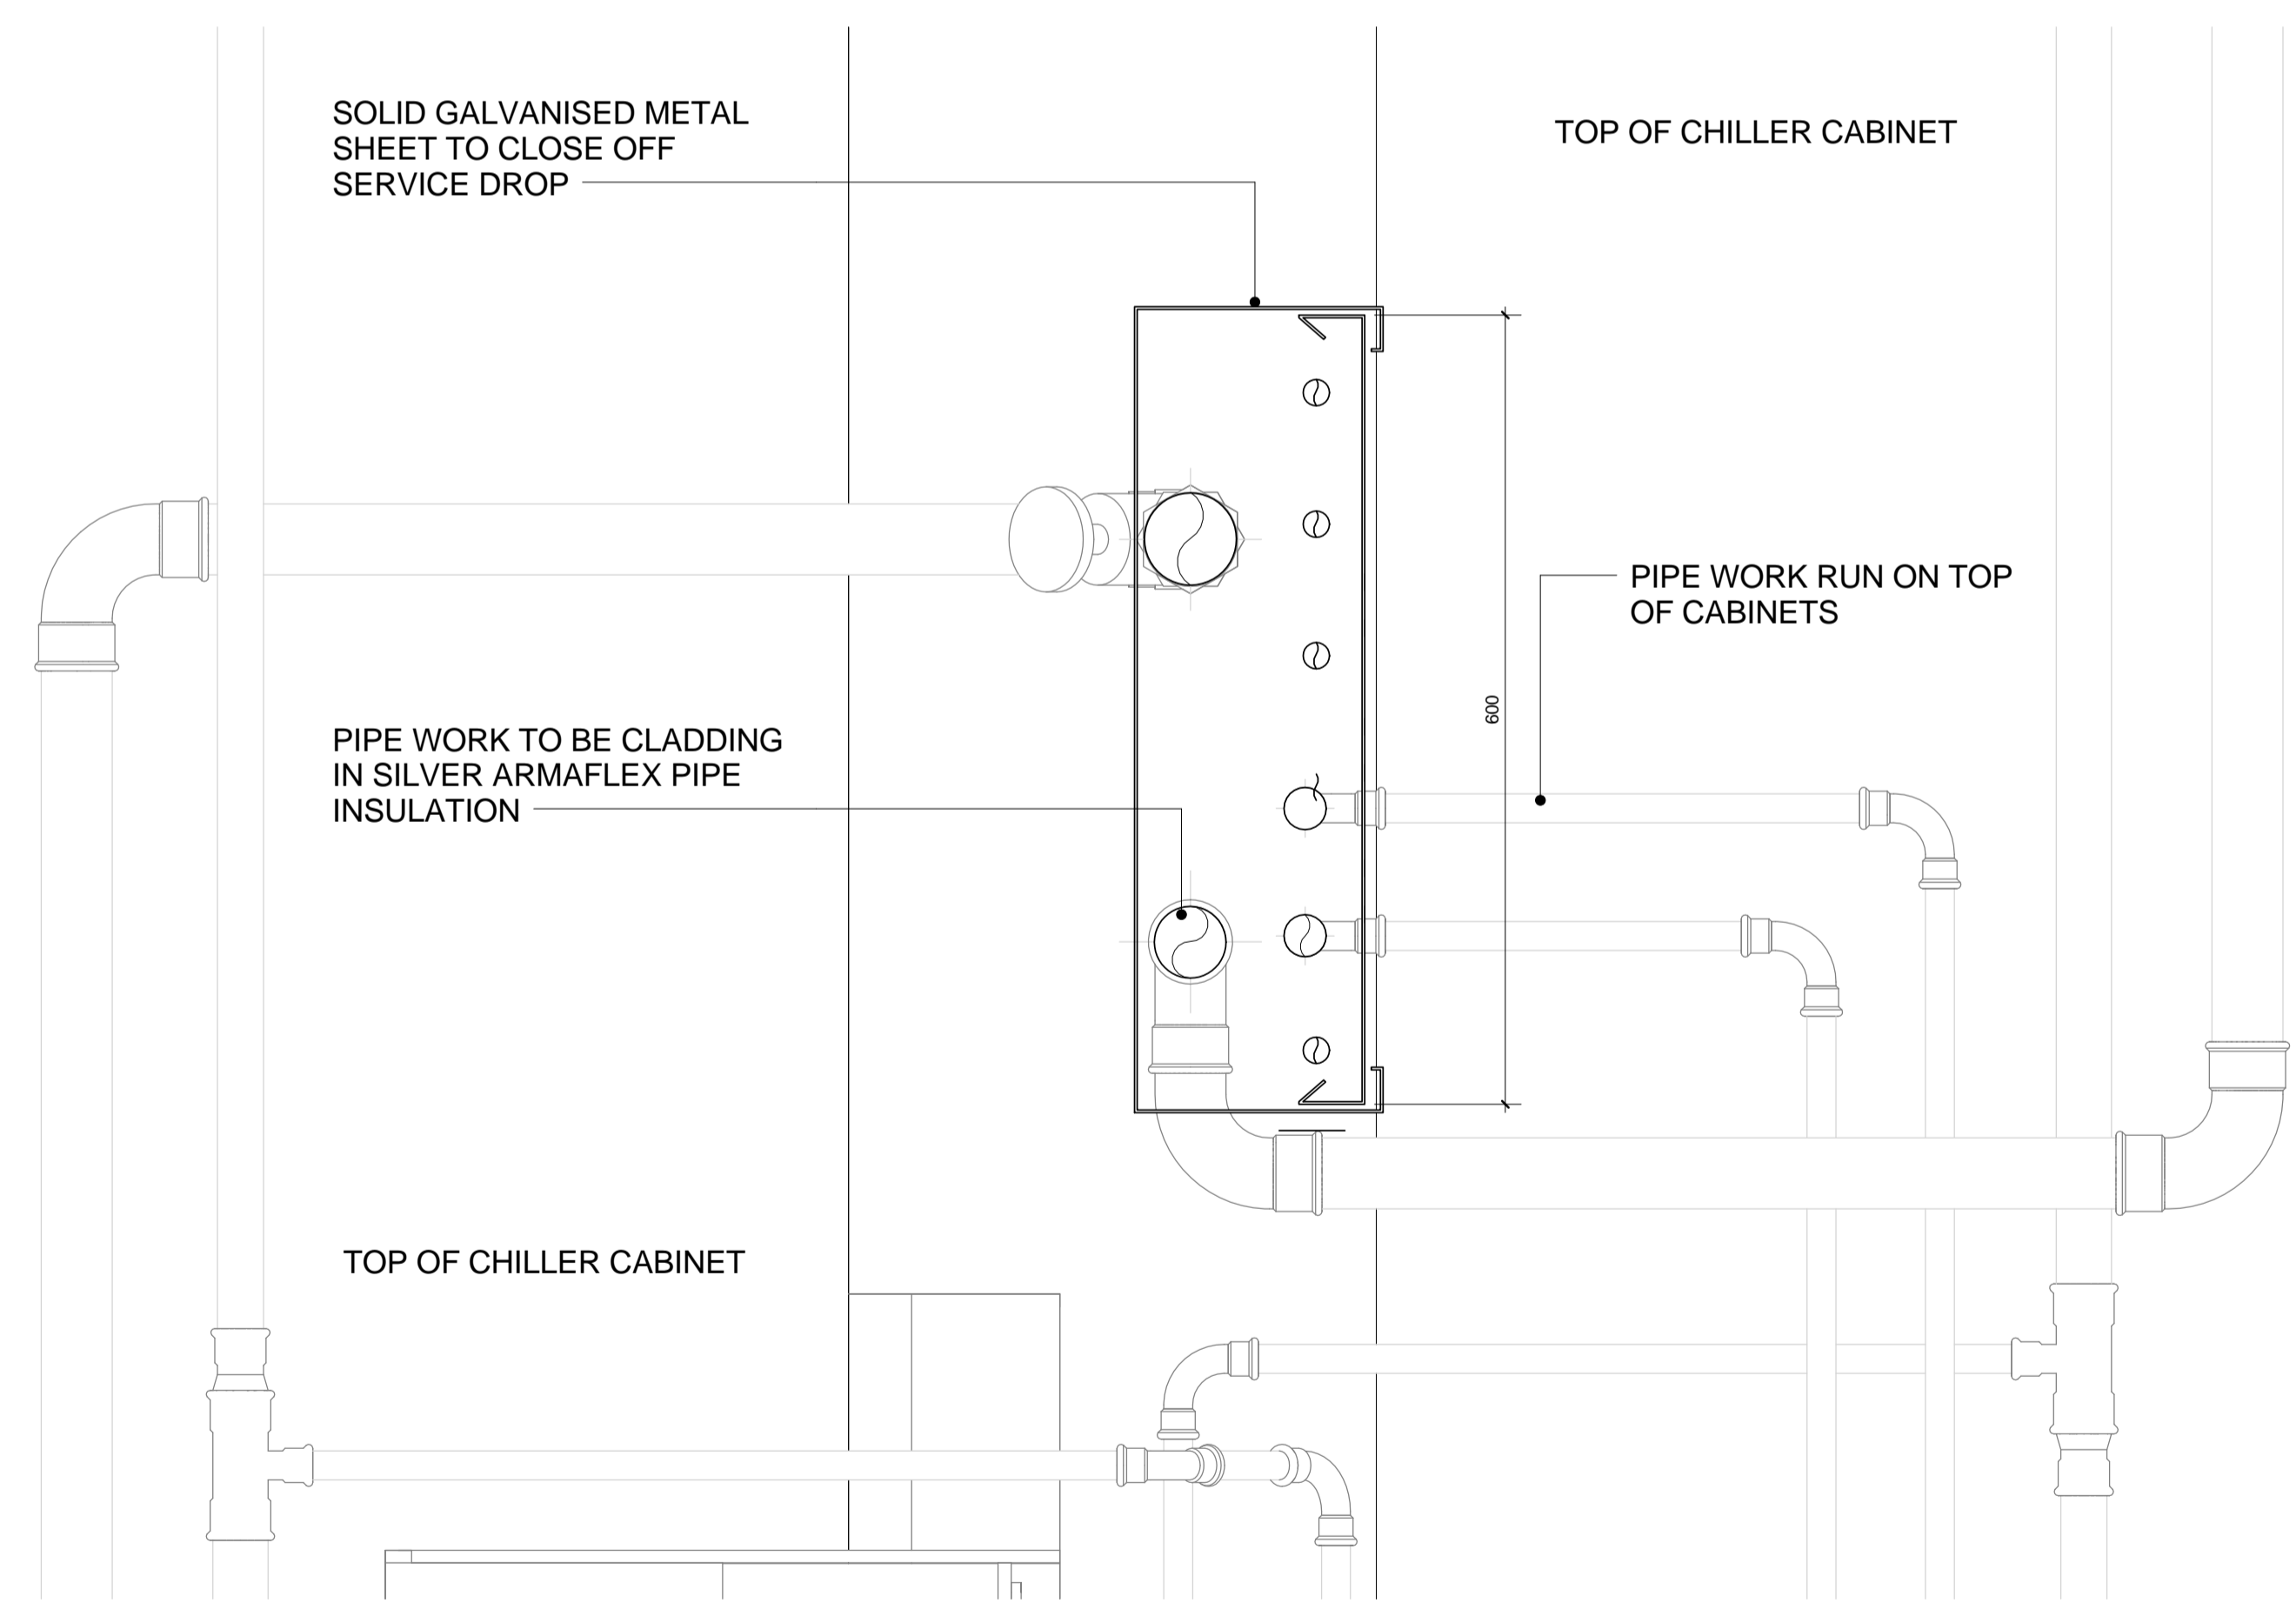 SOLID GALVANISED METAL
SHEET TO CLOSE OFF
SERVICE DROP
TOP OF CHILLER CABINET
PIPE WORK RUN ON TOP
OF CABINETS
600
PIPE WORK TO BE CLADDING
IN SILVER ARMAFLEX PIPE
INSULATION
TOP OF CHILLER CABINET